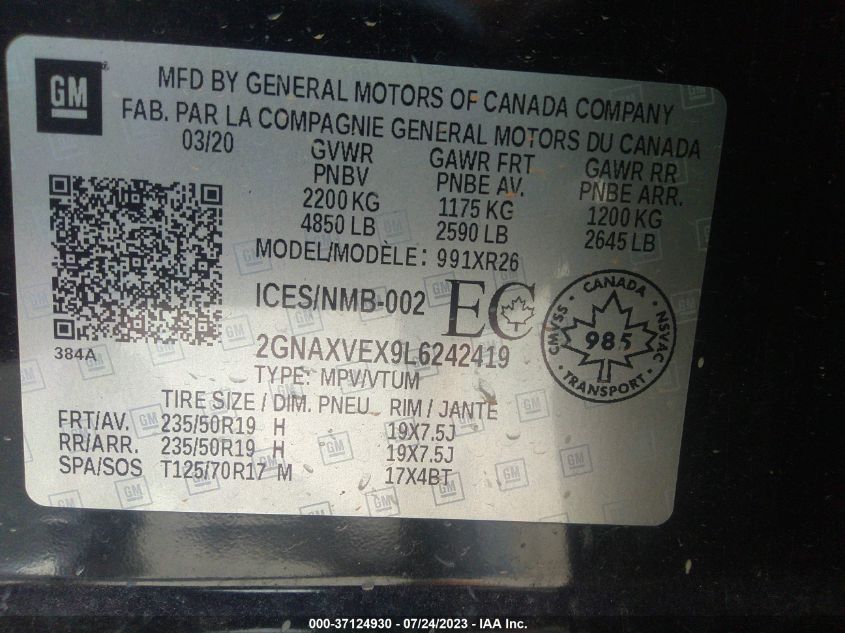 GM
MFD BY GENERAL MOTORS OF CANADA COMPANY
FAB. PAR LA COMPAGNIE GENERAL MOTORS DU CANADA
03/20
GVWR GAWR FRT GAWR RR
PNBV PNBE AV. PNBE ARR.
2200 KG 1175 KG 1200 KG
4850 LB 2590 LB 2645 LB
MODEL/MODÈLE: 991XR26
ICES/NMB-002 EC
CANADA
CMVSS 985 NSVAC
TRANSPORT
384A
2GNAXVEX9L6242419
TYPE: MPV/VTUM
TIRE SIZE / DIM. PNEU. RIM / JANTE
FRT/AV. 235/50R19 H 19X7.5J
RR/ARR. 235/50R19 H 19X7.5J
SPA/SOS T125/70R17 M 17X4BT
000-37124930 - 07/24/2023 - IAA Inc.